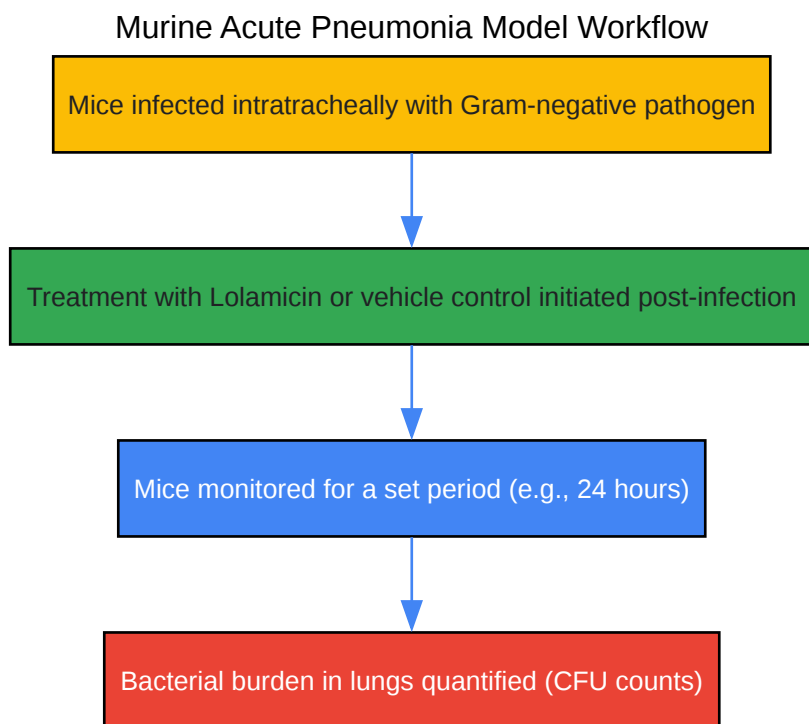 Murine Acute Pneumonia Model Workflow
Mice infected intratracheally with Gram-negative pathogen
Treatment with Lolamicin or vehicle control initiated post-infection
Mice monitored for a set period (e.g., 24 hours)
Bacterial burden in lungs quantified (CFU counts)